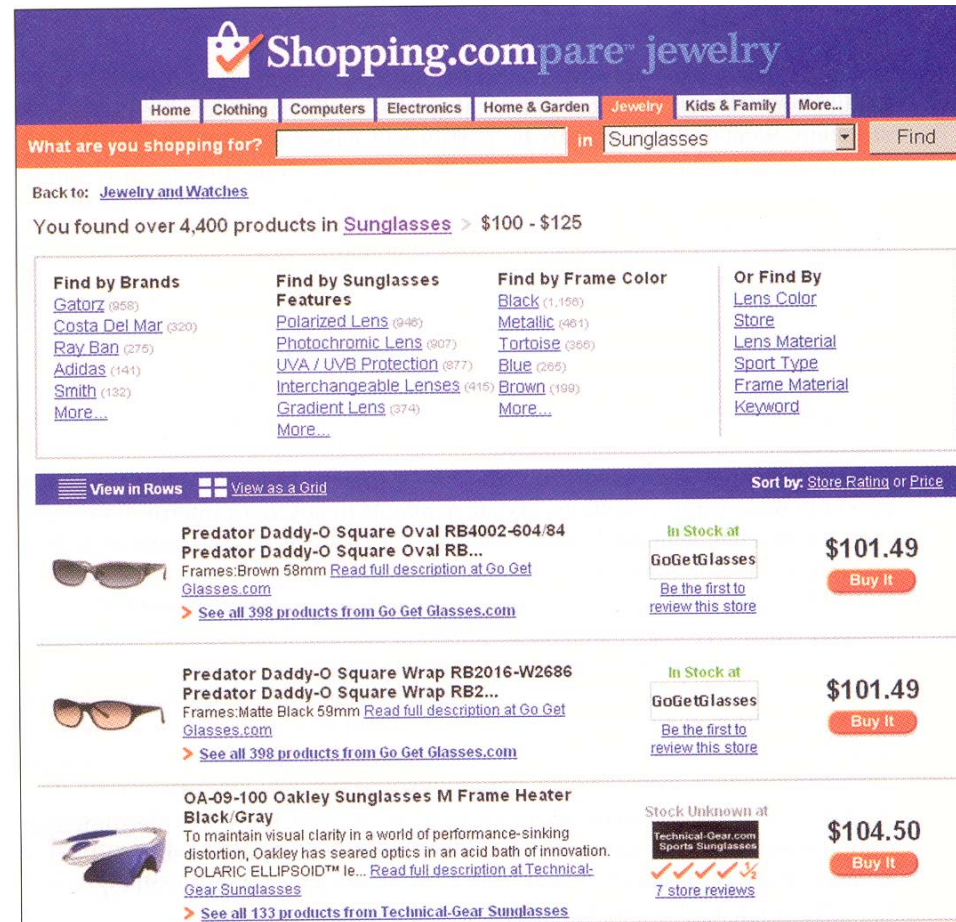 Shopping.compare™ jewelry
Home Clothing Computers Electronics Home & Garden Jewelry Kids & Family More...
What are you shopping for? in Sunglasses Find
Back to: Jewelry and Watches
You found over 4,400 products in Sunglasses > $100 - $125
Find by Brands
Gatorz (958)
Costa Del Mar (320)
Ray Ban (275)
Adidas (141)
Smith (132)
More...
Find by Sunglasses
Features
Polarized Lens (946)
Photochromic Lens (907)
UVA / UVB Protection (877)
Interchangeable Lenses (415)
Gradient Lens (374)
More...
Find by Frame Color
Black (1,156)
Metallic (461)
Tortoise (366)
Blue (265)
Brown (199)
More...
Or Find By
Lens Color
Store
Lens Material
Sport Type
Frame Material
Keyword
View in Rows View as a Grid Sort by: Store Rating or Price
Predator Daddy-O Square Oval RB4002-604/84
Predator Daddy-O Square Oval RB...
Frames:Brown 58mm Read full description at Go Get
Glasses.com
> See all 398 products from Go Get Glasses.com
In Stock at
GoGetGlasses
Be the first to
review this store
$101.49
Buy It
Predator Daddy-O Square Wrap RB2016-W2686
Predator Daddy-O Square Wrap RB2...
Frames:Matte Black 59mm Read full description at Go Get
Glasses.com
> See all 398 products from Go Get Glasses.com
In Stock at
GoGetGlasses
Be the first to
review this store
$101.49
Buy It
OA-09-100 Oakley Sunglasses M Frame Heater
Black/Gray
To maintain visual clarity in a world of performance-sinking
distortion, Oakley has seared optics in an acid bath of innovation.
POLARIC ELLIPSOID™ le... Read full description at Technical-
Gear Sunglasses
> See all 133 products from Technical-Gear Sunglasses
Stock Unknown at
Technical-Gear.com
Sports Sunglasses
½
7 store reviews
$104.50
Buy It